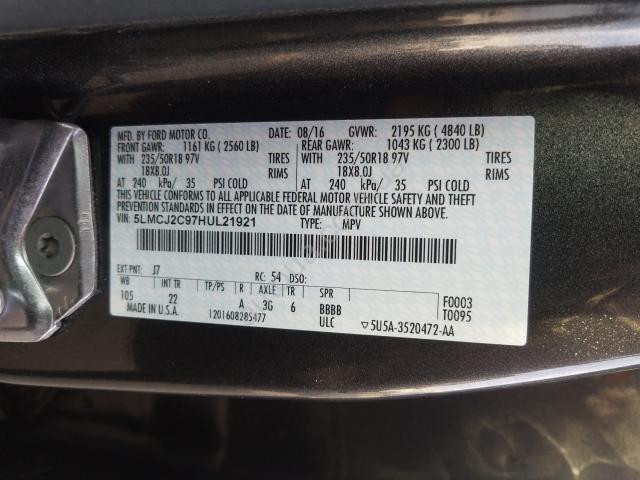 MFD. BY FORD MOTOR CO. DATE: 08/16 GVWR: 2195 KG ( 4840 LB)
FRONT GAWR: 1161 KG ( 2560 LB) REAR GAWR: 1043 KG ( 2300 LB)
WITH 235/50R18 97V TIRES WITH 235/50R18 97V TIRES
18X8.0J RIMS 18X8.0J RIMS
AT 240 kPa/ 35 PSI COLD AT 240 kPa/ 35 PSI COLD
THIS VEHICLE CONFORMS TO ALL APPLICABLE FEDERAL MOTOR VEHICLE SAFETY AND THEFT
PREVENTION STANDARDS IN EFFECT ON THE DATE OF MANUFACTURE SHOWN ABOVE.
VIN: 5LMCJ2C97HUL21921 TYPE: MPV
EXT PNT: J7 RC: 54 DSO:
WB INT TR TP/PS R AXLE TR SPR F0003
105 22 A 3G 6 BBBB T0095
MADE IN U.S.A. 1201608285477 ULC 5U5A-3520472-AA